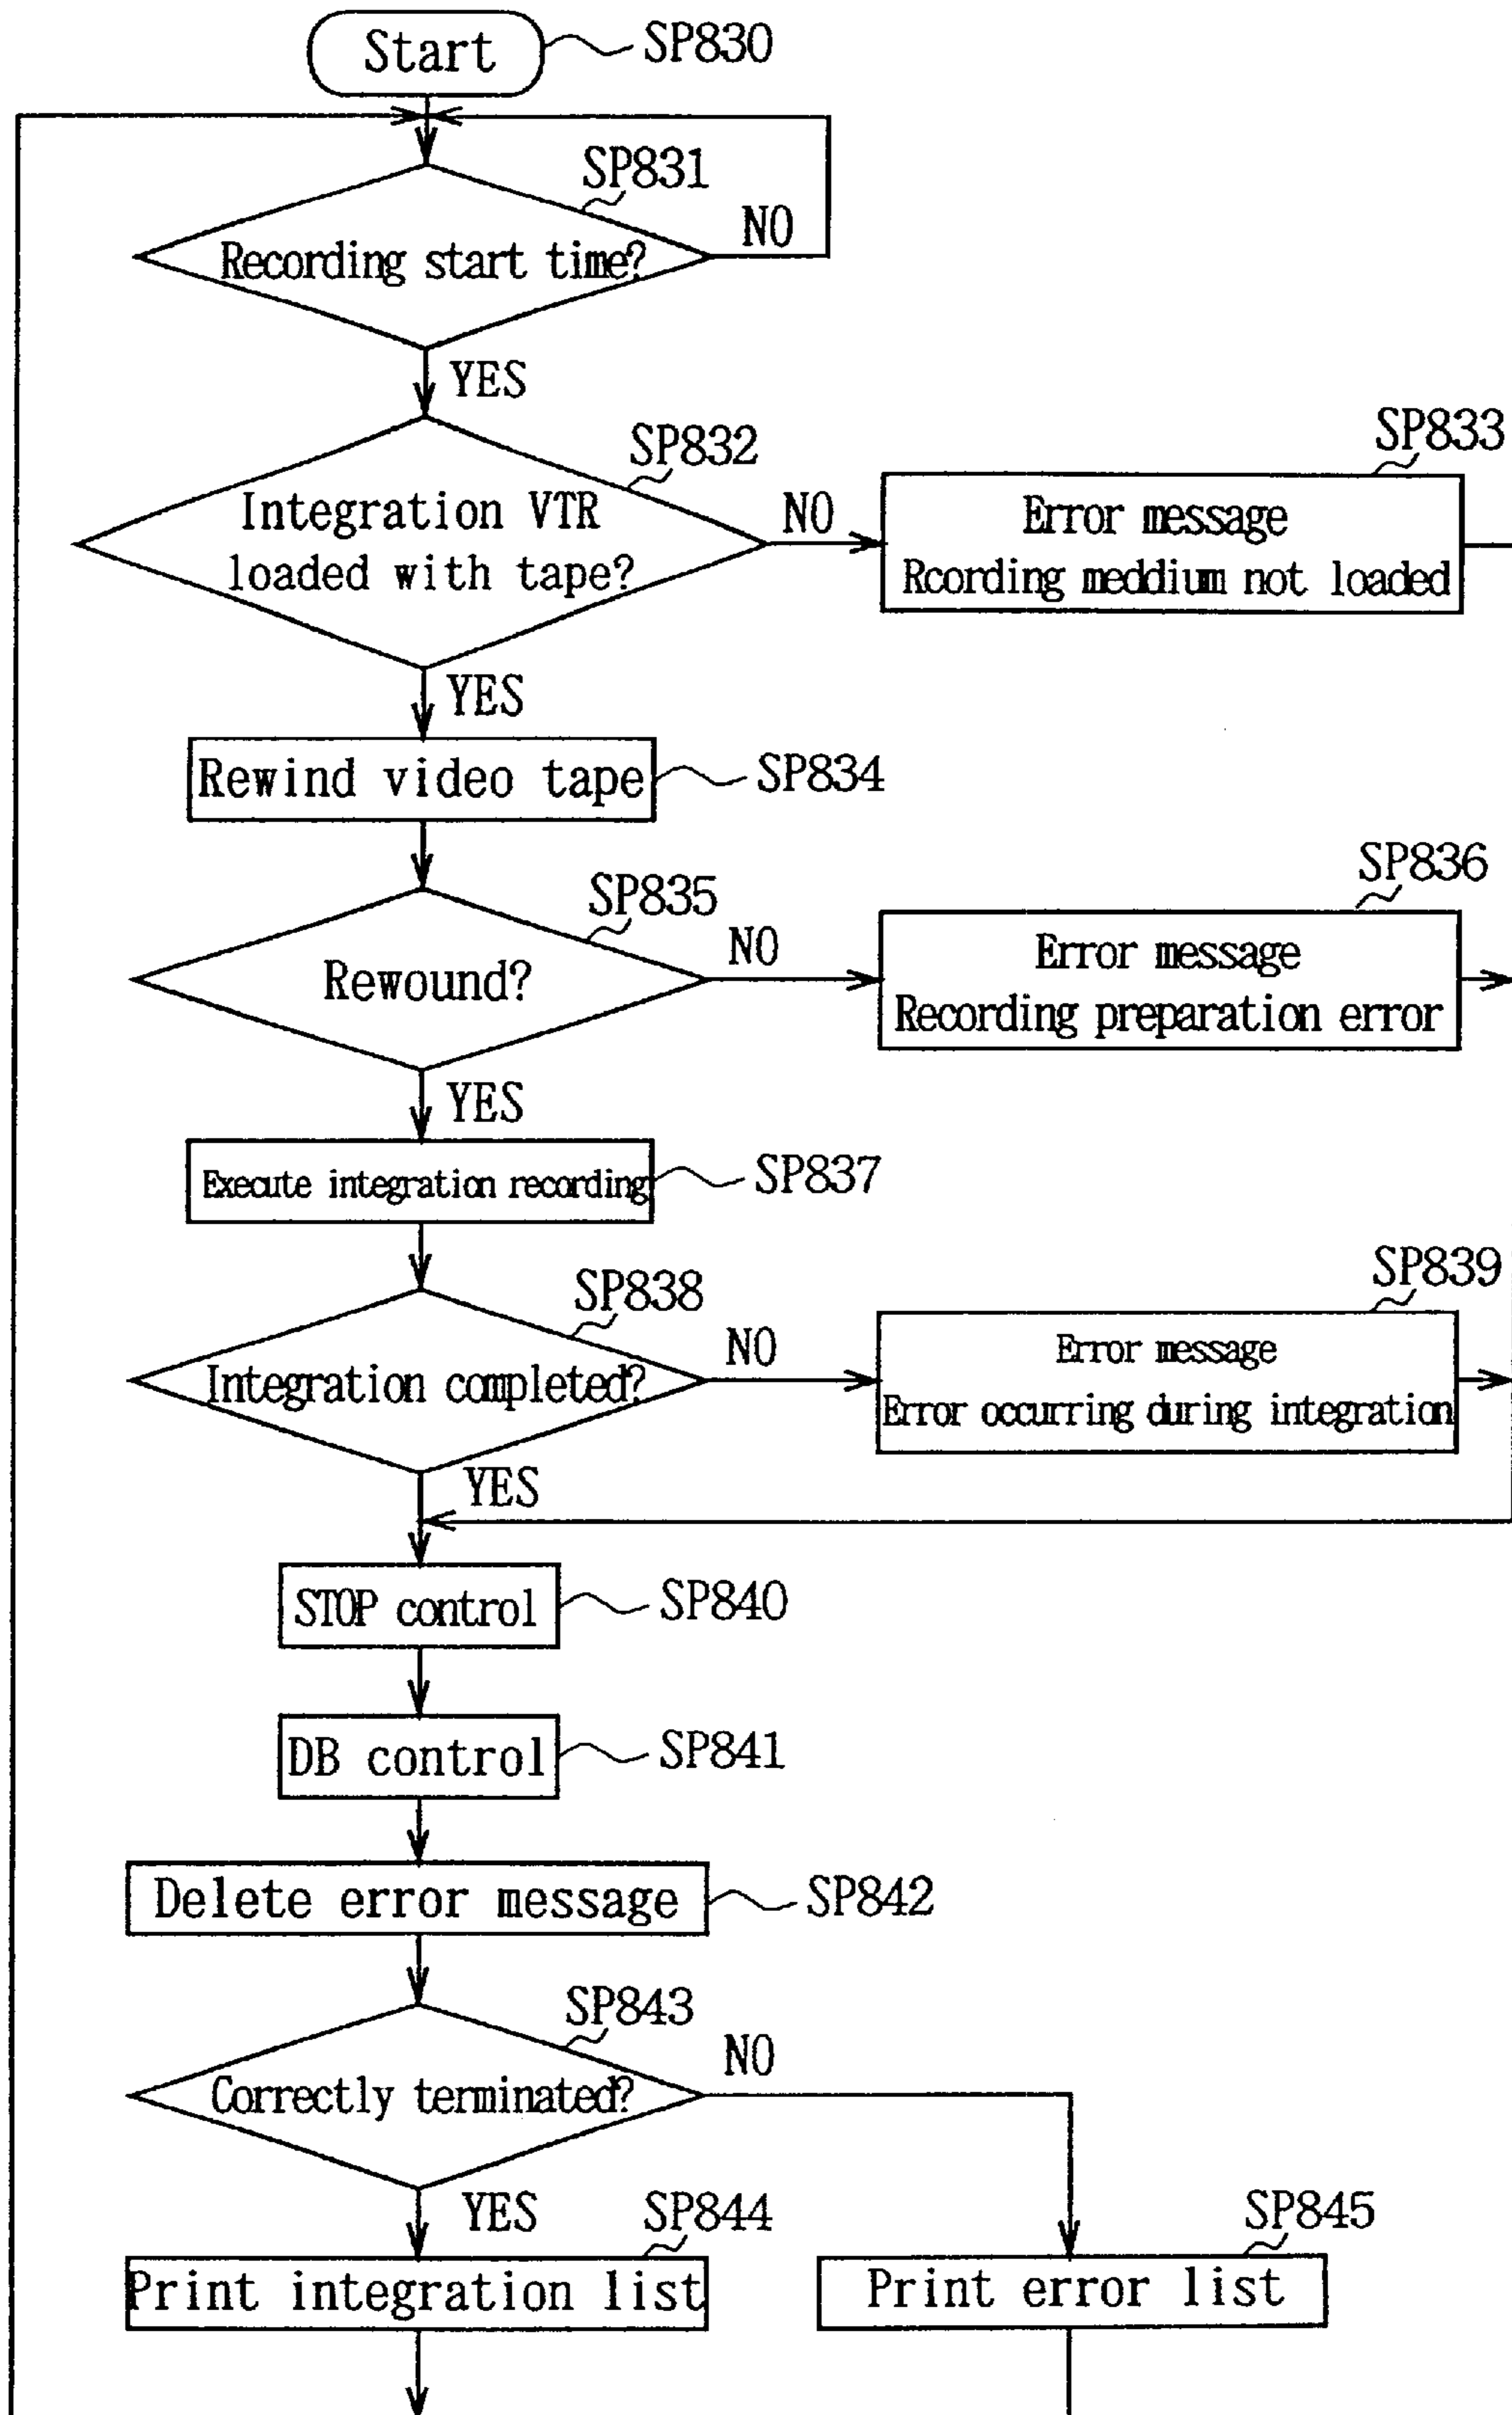 Start
SP830
SP831
Recording start time?
NO
YES
SP832
Integration VTR
loaded with tape?
NO
SP833
Error message
Rcording meddium not loaded
YES
Rewind video tape
SP834
SP835
Rewound?
NO
SP836
Error message
Recording preparation error
YES
Execute integration recording
SP837
SP838
Integration completed?
NO
SP839
Error message
Error occurring during integration
YES
STOP control
SP840
DB control
SP841
Delete error message
SP842
SP843
Correctly terminated?
NO
YES
SP844
Print integration list
SP845
Print error list